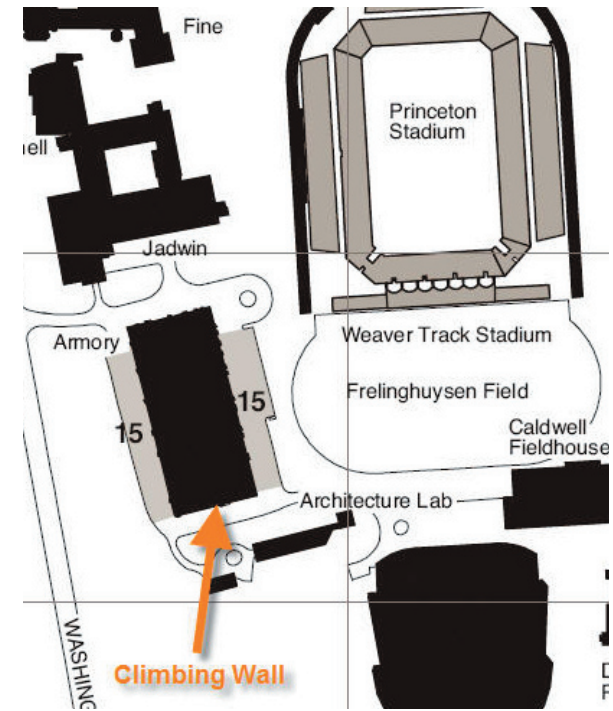 Fine
Princeton
Stadium
ell
Jadwin
Armory
Weaver Track Stadium
15
Frelinghuysen Field
15
Caldwell
Fieldhouse
Architecture Lab
WASHING
Climbing Wall
D
F